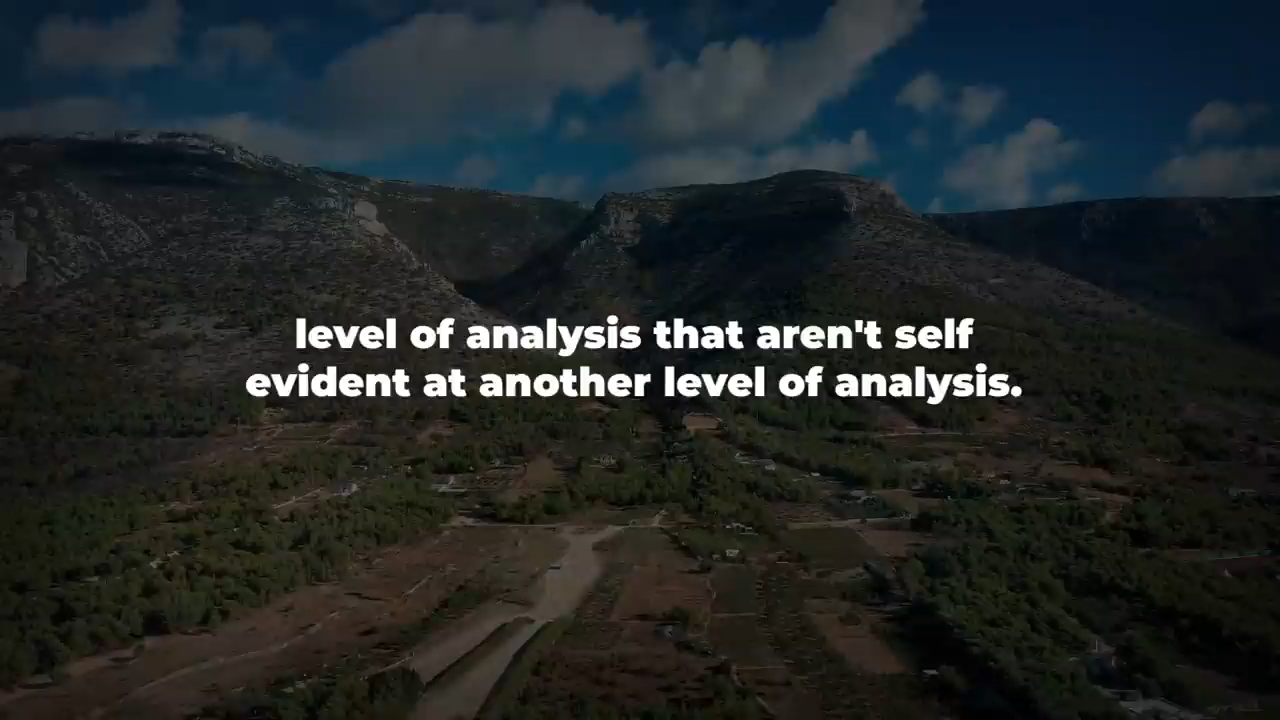 level of analysis that aren't self
evident at another level of analysis.